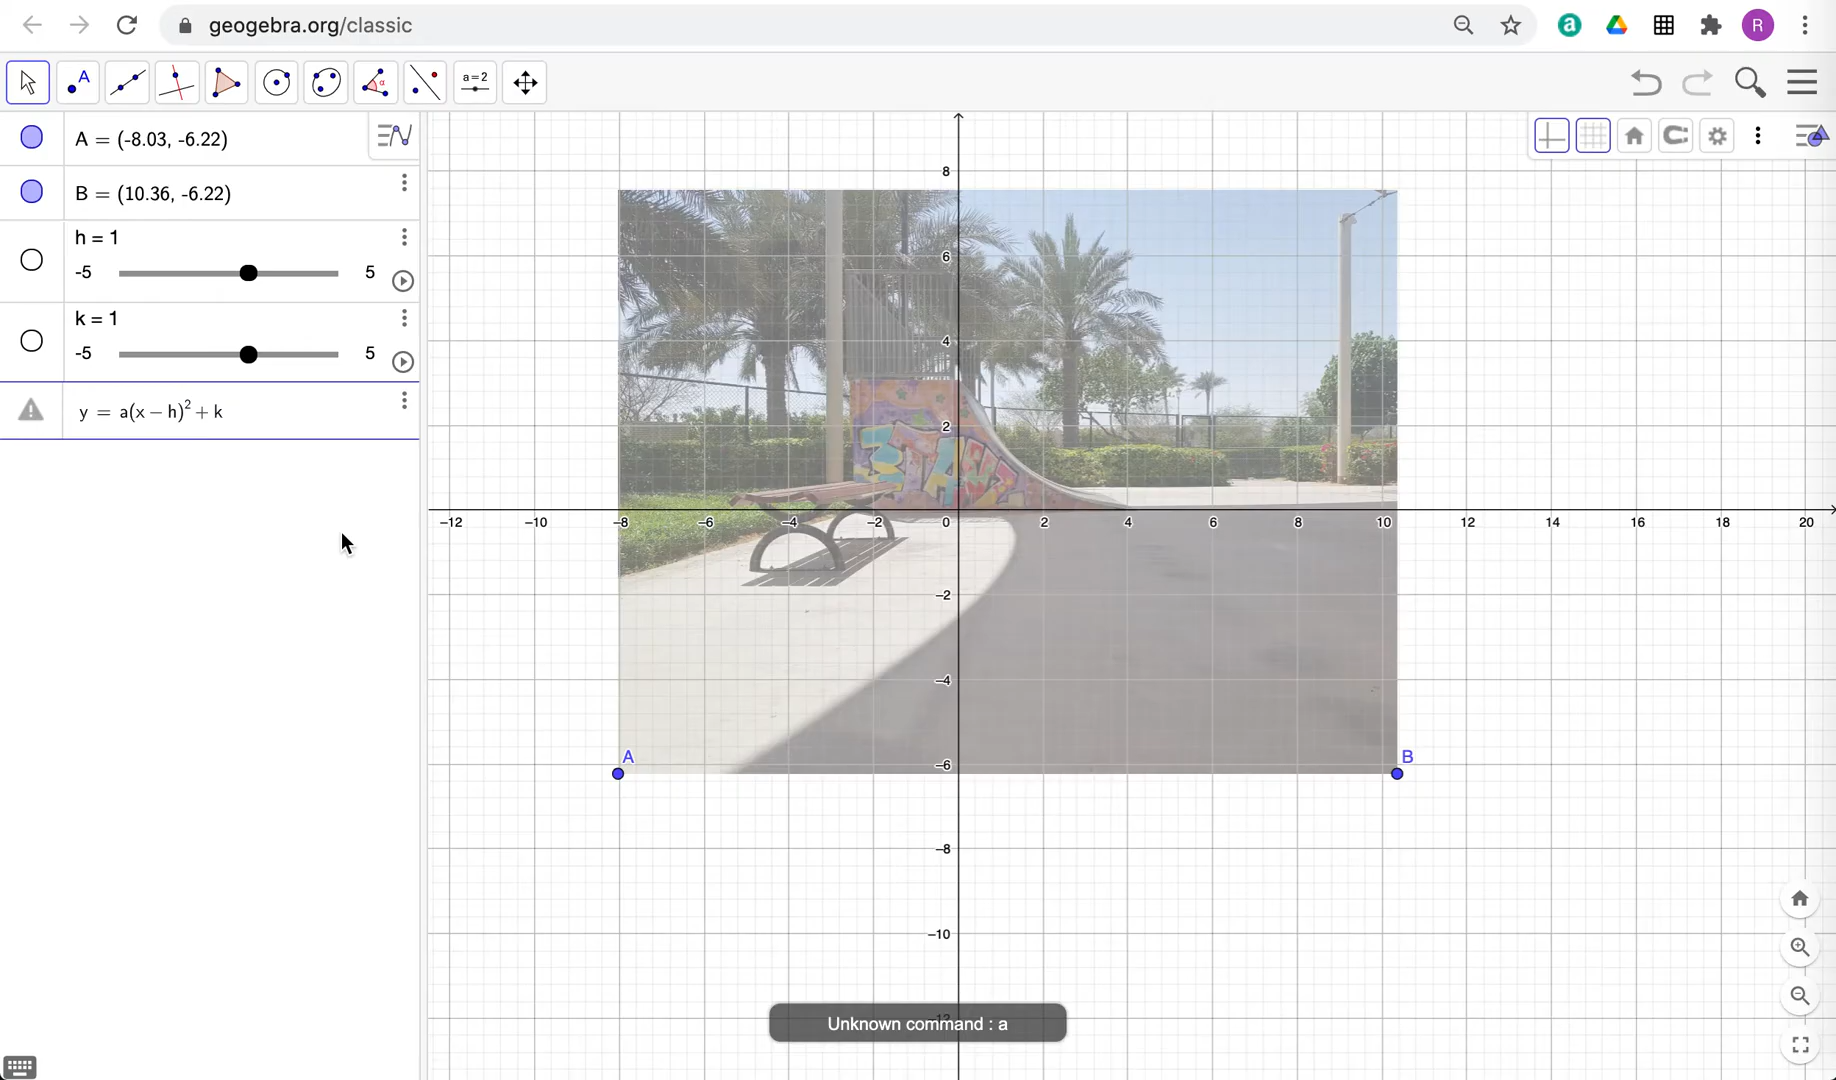 geogebra.org/classic
R
A
α
a=2
A = (-8.03, -6.22)
B = (10.36, -6.22)
h = 1
-5
5
k = 1
-5
5
y = a(x − h)² + k
8
6
4
2
−12 −10 −8 −6 −4 −2 0 2 4 6 8 10 12 14 16 18 20
−2
−4
−6
−8
−10
A
B
Unknown command : a